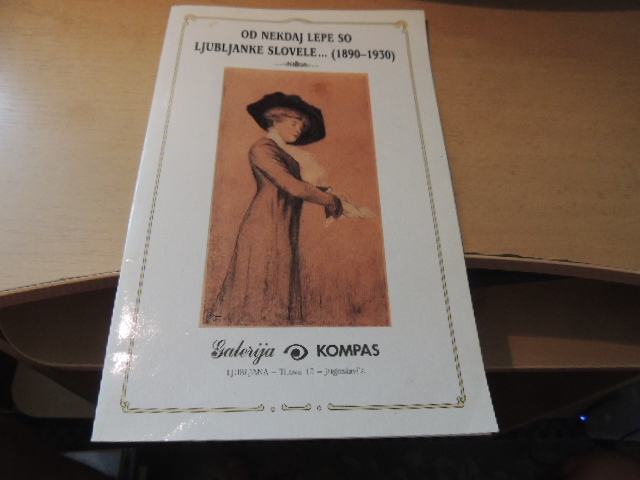 OD NEKDAJ LEPE SO
LJUBLJANKE SLOVELE... (1890–1930)
Galerija KOMPAS
LJUBLJANA – Titova 12 – Jugoslavija